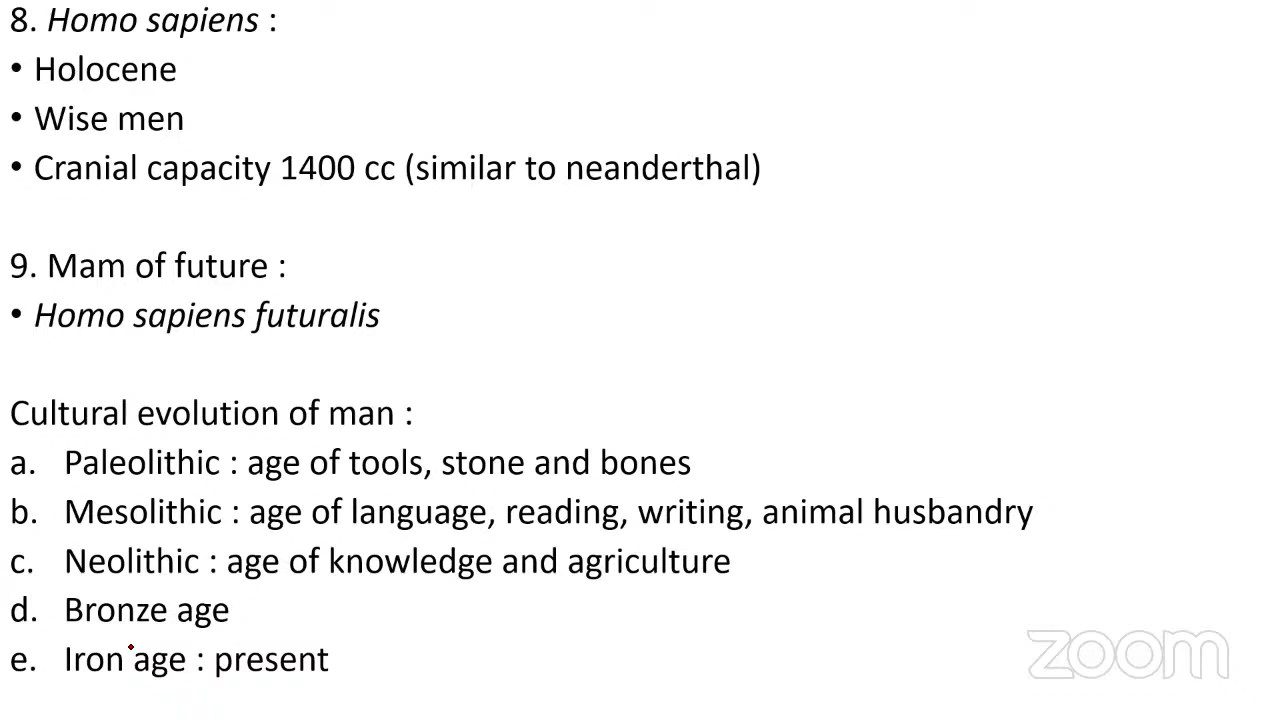 8. Homo sapiens :
• Holocene
• Wise men
• Cranial capacity 1400 cc (similar to neanderthal)
9. Mam of future :
• Homo sapiens futuralis
Cultural evolution of man :
a. Paleolithic : age of tools, stone and bones
b. Mesolithic : age of language, reading, writing, animal husbandry
c. Neolithic : age of knowledge and agriculture
d. Bronze age
e. Iron age : present
zoom